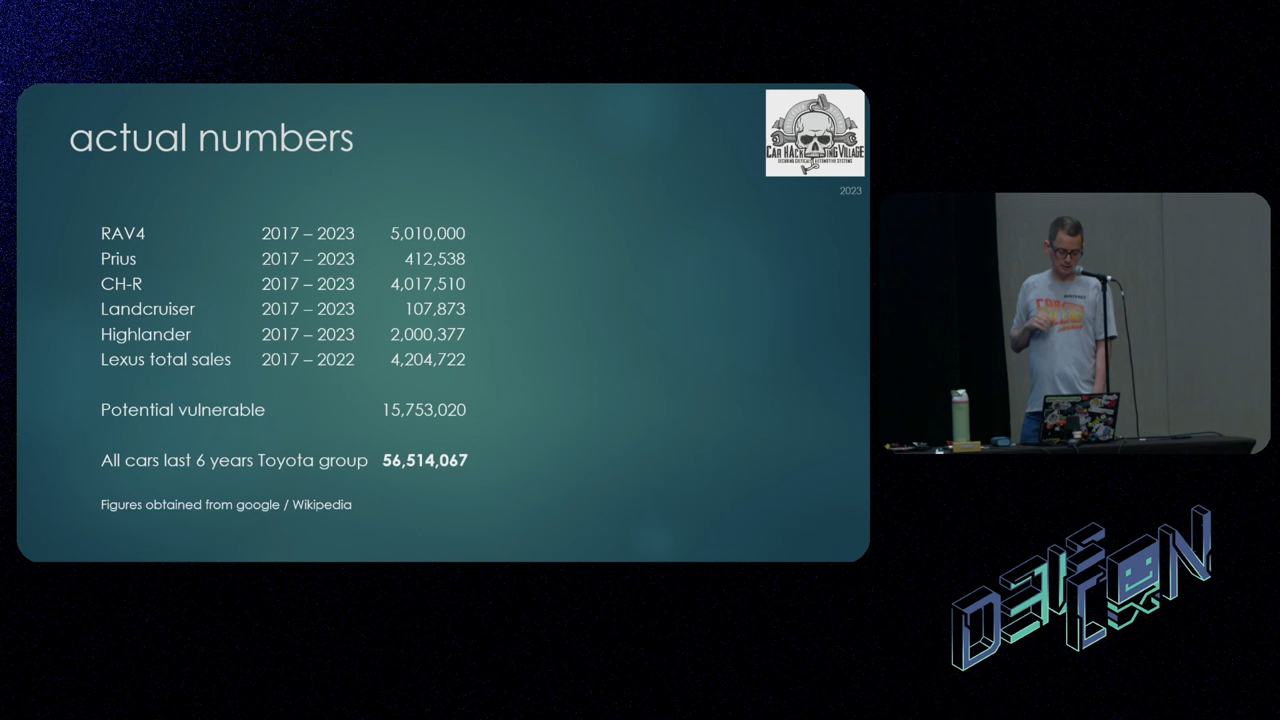 actual numbers
CAR HACKING VILLAGE
2023
RAV4 2017 – 2023 5,010,000
Prius 2017 – 2023 412,538
CH-R 2017 – 2023 4,017,510
Landcruiser 2017 – 2023 107,873
Highlander 2017 – 2023 2,000,377
Lexus total sales 2017 – 2022 4,204,722
Potential vulnerable 15,753,020
All cars last 6 years Toyota group 56,514,067
Figures obtained from google / Wikipedia
DEF
CON